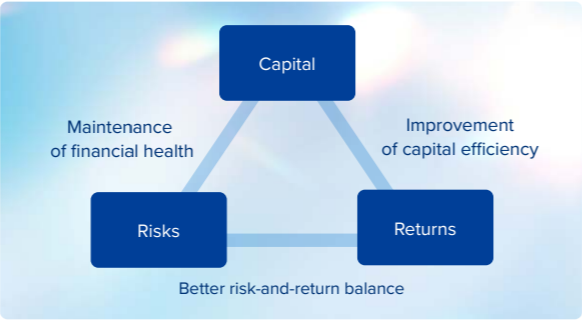 Capital
Maintenance
of financial health
Improvement
of capital efficiency
Risks
Returns
Better risk-and-return balance